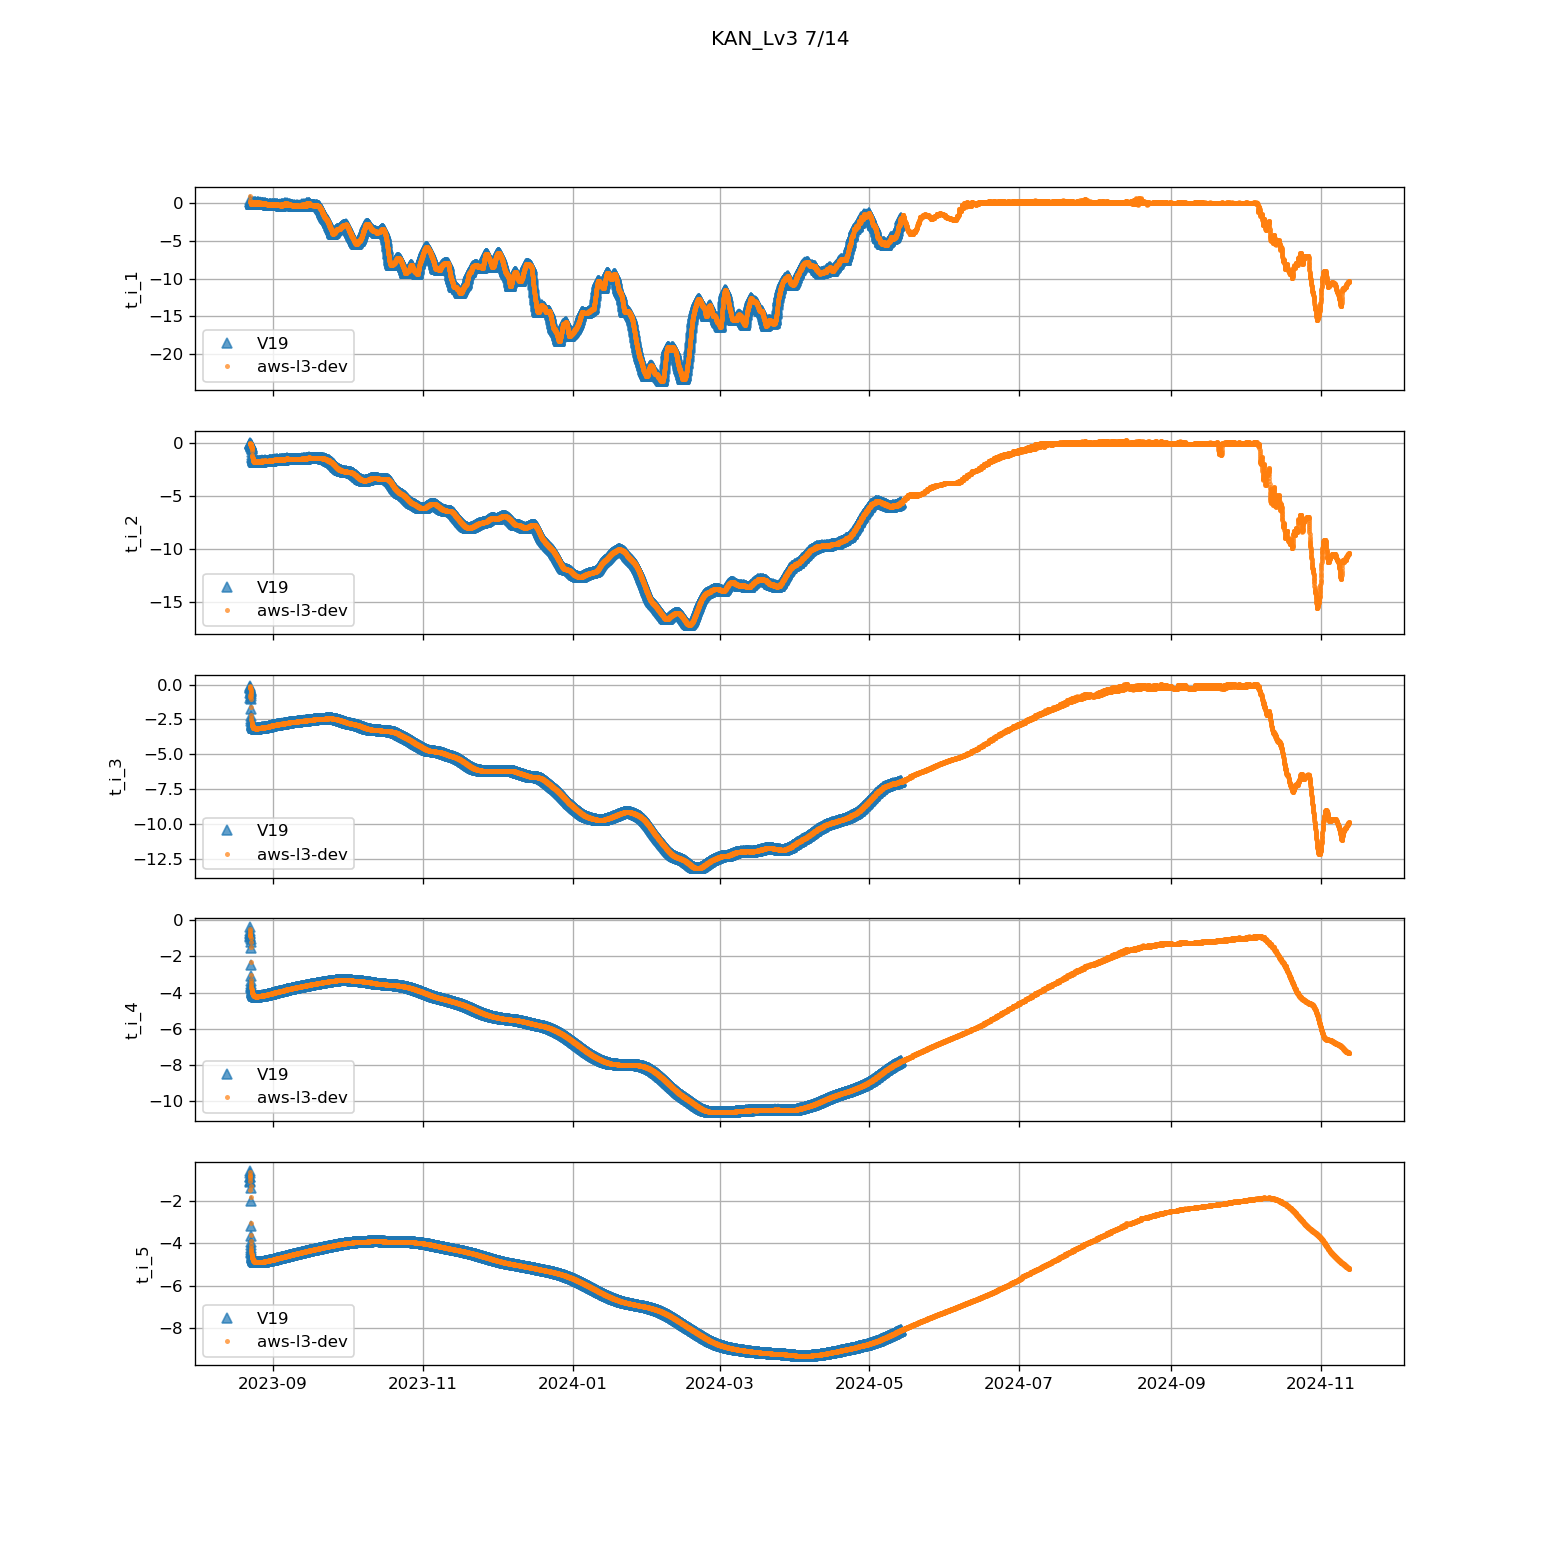 KAN_Lv3 7/14
0
−5
−10
−15
−20
t_i_1
V19
aws-l3-dev
0
−5
−10
−15
t_i_2
V19
aws-l3-dev
0.0
−2.5
−5.0
−7.5
−10.0
−12.5
t_i_3
V19
aws-l3-dev
0
−2
−4
−6
−8
−10
t_i_4
V19
aws-l3-dev
−2
−4
−6
−8
t_i_5
V19
aws-l3-dev
2023-09 2023-11 2024-01 2024-03 2024-05 2024-07 2024-09 2024-11